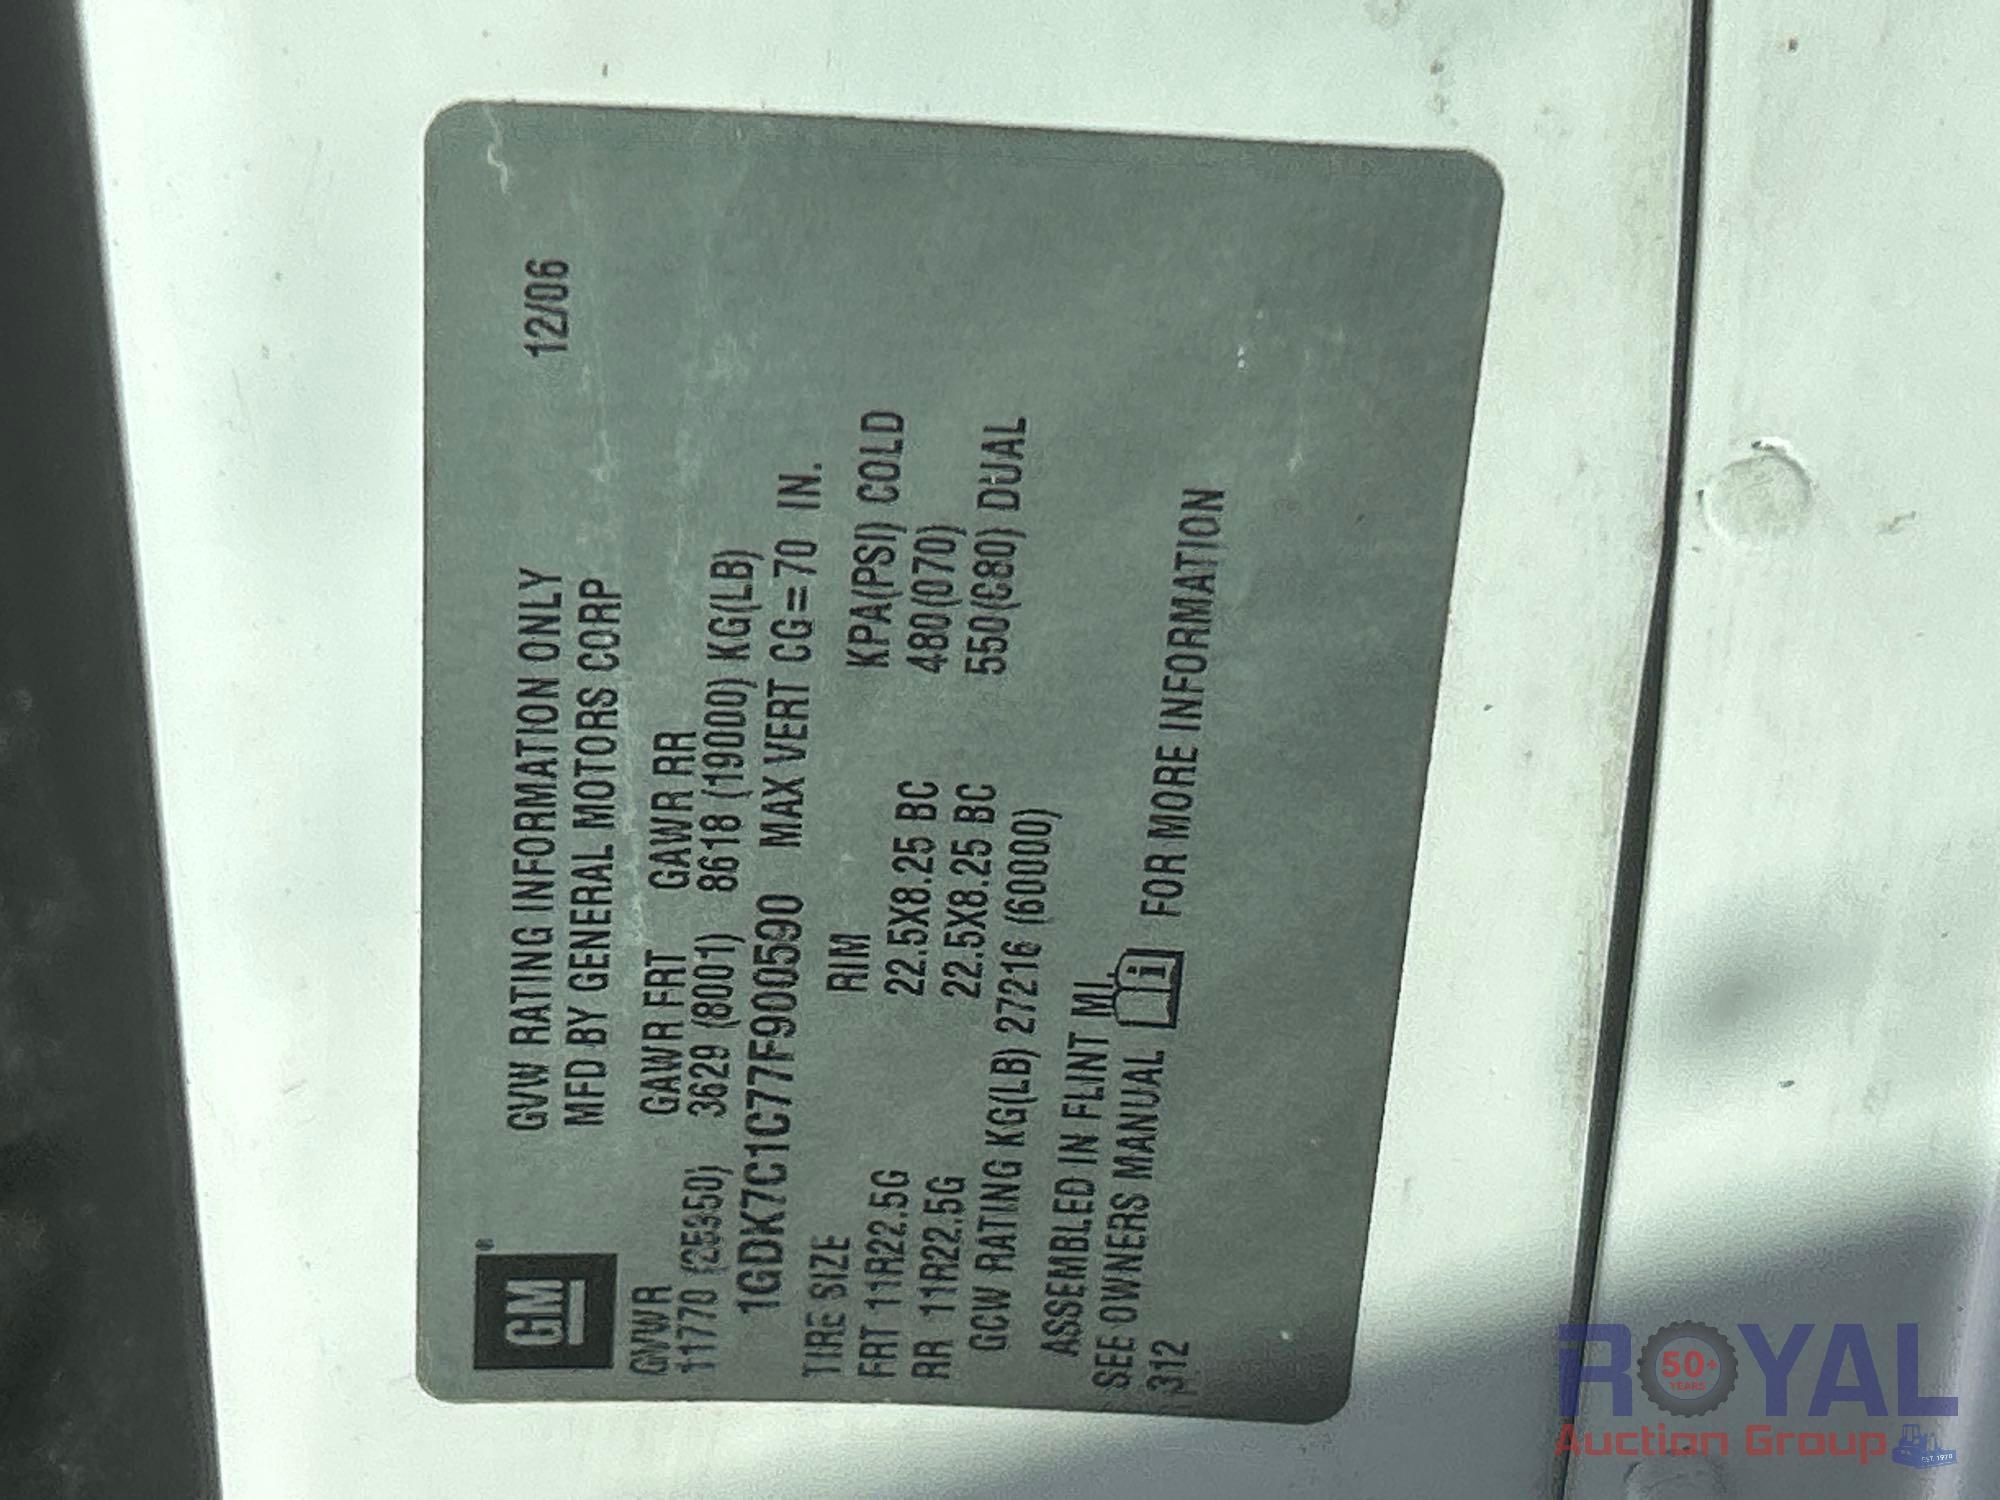 GM®
GVW RATING INFORMATION ONLY 12/06
MFD BY GENERAL MOTORS CORP
GVWR GAWR FRT GAWR RR
11770 (25950) 3629 (8001) 8618 (19000) KG(LB)
1GDK7C1C77F900590 MAX VERT CG=70 IN.
TIRE SIZE RIM KPA(PSI) COLD
FRT 11R22.5G 22.5X8.25 BC 480(070)
RR 11R22.5G 22.5X8.25 BC 550(080) DUAL
GCW RATING KG(LB) 27216 (60000)
ASSEMBLED IN FLINT MI.
SEE OWNERS MANUAL i FOR MORE INFORMATION
312
ROYAL
50+
YEARS
Auction Group
EST. 1970